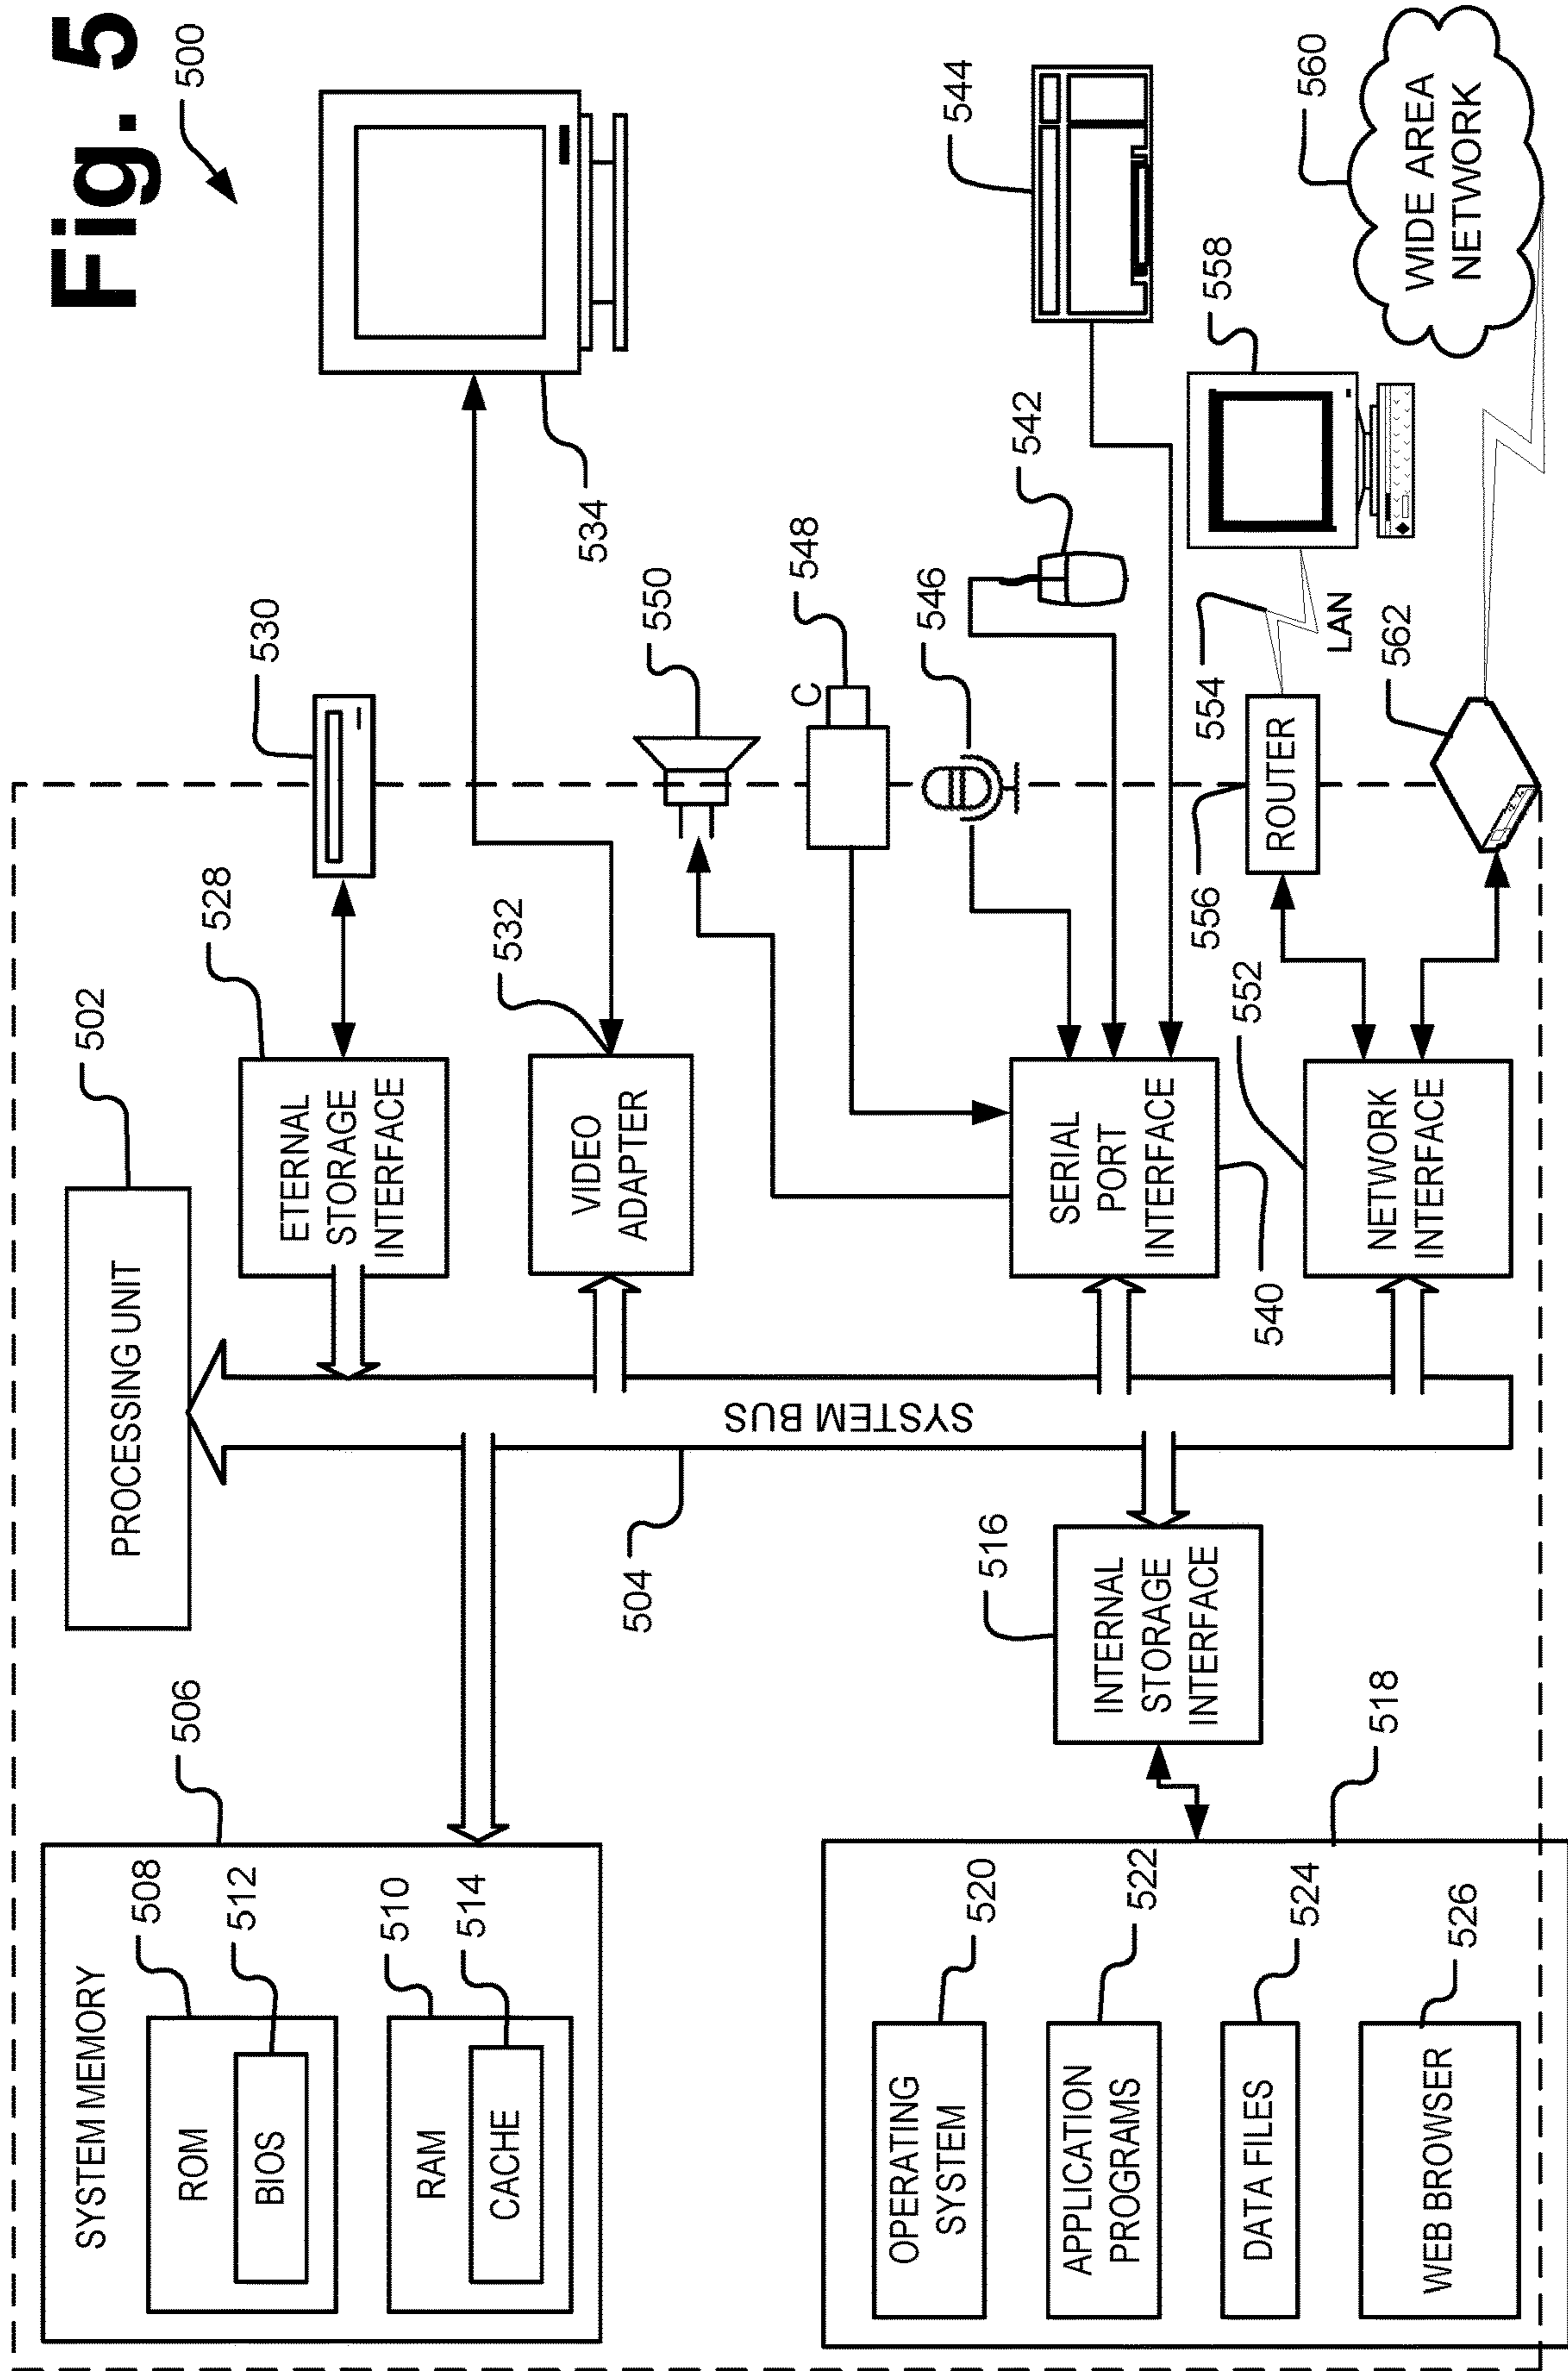 Fig. 5
500
PROCESSING UNIT
502
SYSTEM MEMORY
506
ROM
508
BIOS
512
RAM
510
CACHE
514
ETERNAL
STORAGE
INTERFACE
528
530
VIDEO
ADAPTER
532
534
SYSTEM BUS
504
550
548
C
546
542
544
SERIAL
PORT
INTERFACE
540
INTERNAL
STORAGE
INTERFACE
516
518
OPERATING
SYSTEM
520
APPLICATION
PROGRAMS
522
DATA FILES
524
WEB BROWSER
526
NETWORK
INTERFACE
552
ROUTER
556
554
LAN
558
562
WIDE AREA
NETWORK
560